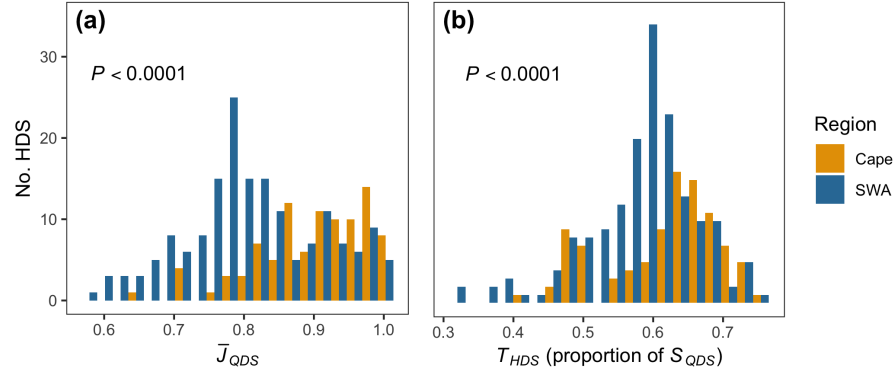 (a)
P < 0.0001
No. HDS
30
20
10
0
0.6 0.7 0.8 0.9 1.0
J̅QDS
(b)
P < 0.0001
0.3 0.4 0.5 0.6 0.7
THDS (proportion of SQDS)
Region
Cape
SWA